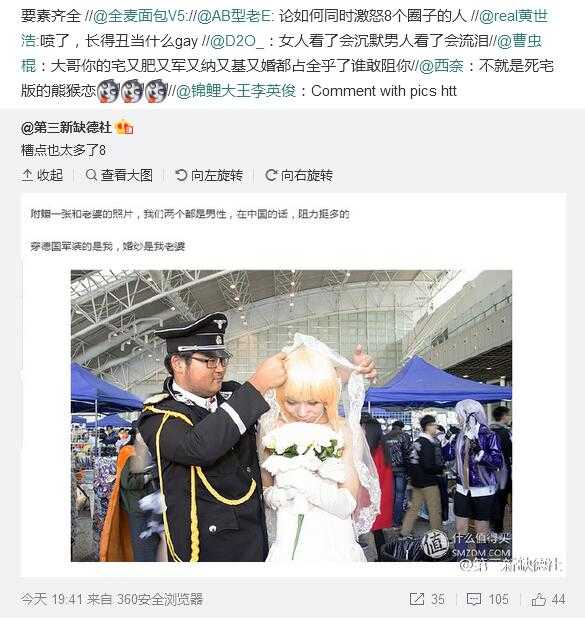 要素齐全 //@全麦面包V5://@AB型老E: 论如何同时激怒8个圈子的人 //@real黄世
浩:喷了，长得丑当什么gay //@D2O_：女人看了会沉默男人看了会流泪//@曹虫
棍：大哥你的宅又肥又军又纳又基又婚都占全乎了谁敢阻你//@西奈：不就是死宅
版的熊猴恋//@锦鲤大王李英俊：Comment with pics htt
@第三新缺德社
槽点也太多了8
收起 查看大图 向左旋转 向右旋转
附赠一张和老婆的照片，我们两个都是男性，在中国的话，阻力挺多的
穿德国军装的是我，婚纱是我老婆
值 什么值得买
SMZDM.COM
@第三新缺德社
今天 19:41 来自 360安全浏览器 35 105 44